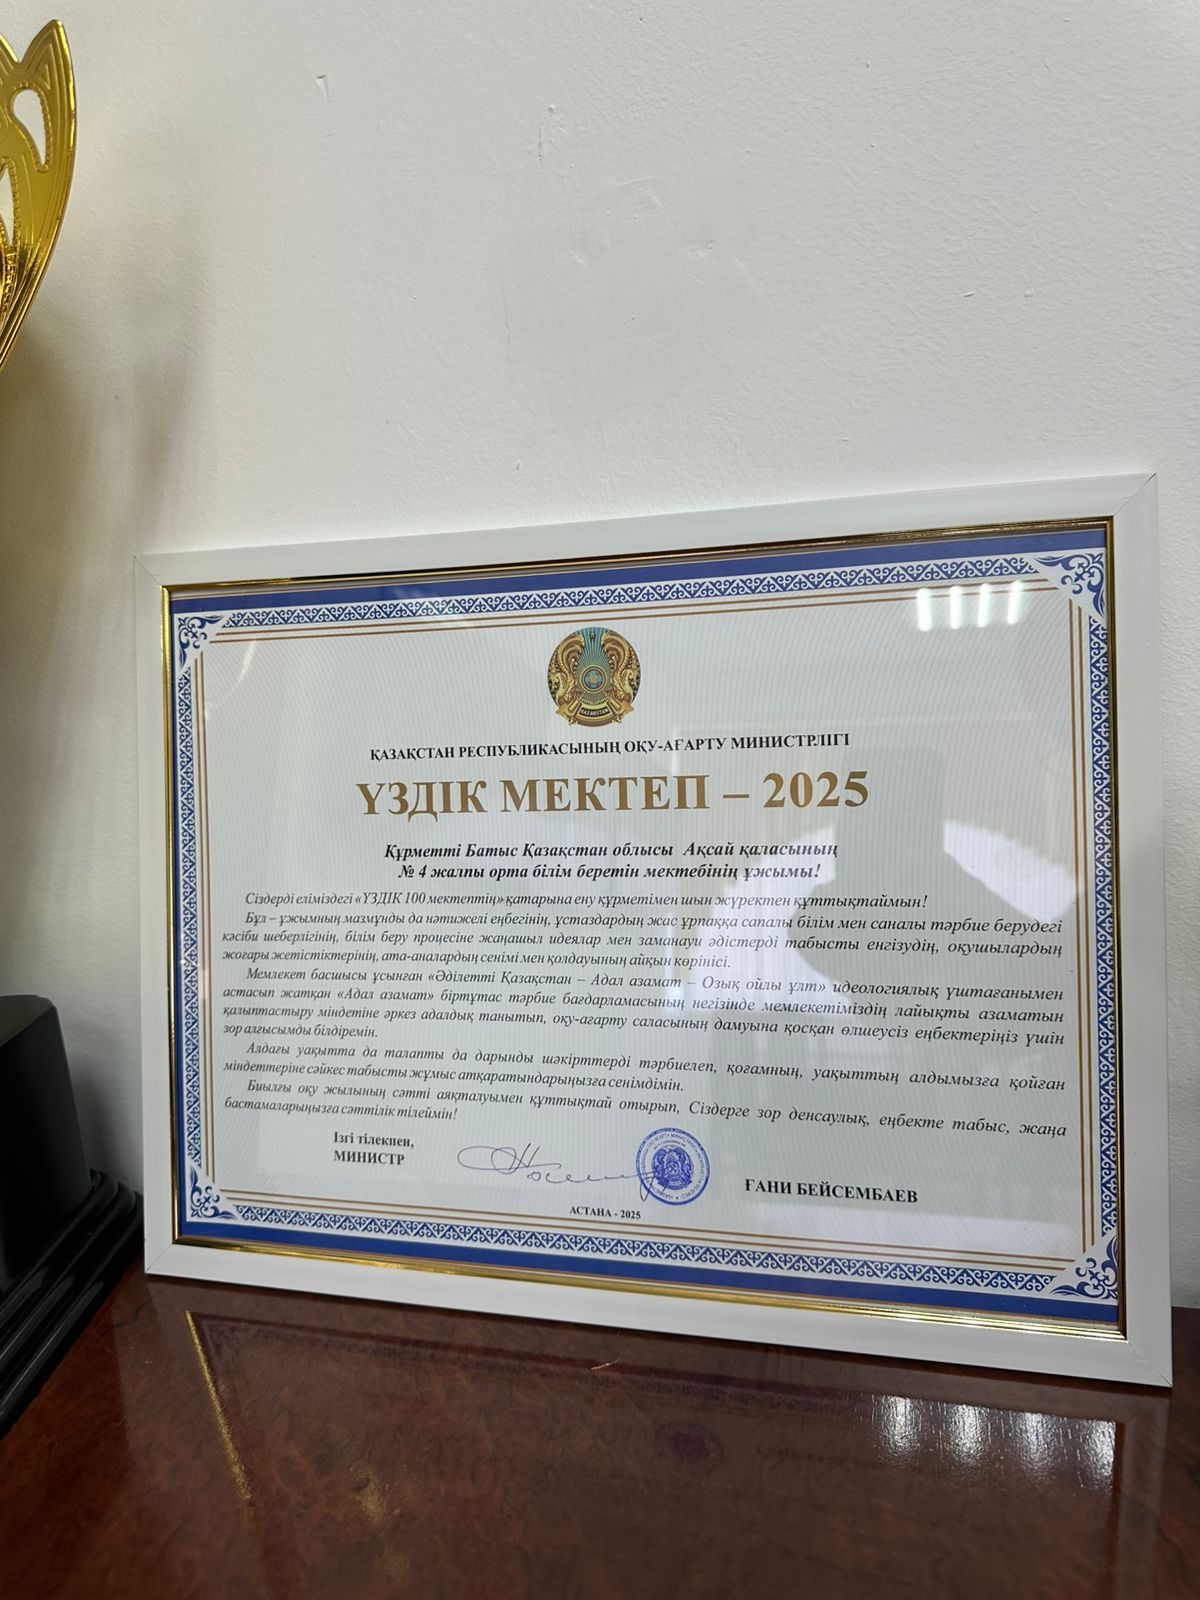 QAZAQSTAN
ҚАЗАҚСТАН РЕСПУБЛИКАСЫНЫҢ ОҚУ-АҒАРТУ МИНИСТРЛІГІ
ҮЗДІК МЕКТЕП – 2025
Құрметті Батыс Қазақстан облысы Ақсай қаласының
№ 4 жалпы орта білім беретін мектебінің ұжымы!
Сіздерді еліміздегі «ҮЗДІК 100 мектептің» қатарына ену құрметімен шын жүректен құттықтаймын!
Бұл – ұжымның мазмұнды да нәтижелі еңбегінің, ұстаздардың жас ұрпаққа сапалы білім мен саналы тәрбие берудегі
кәсіби шеберлігінің, білім беру процесіне жаңашыл идеялар мен заманауи әдістерді табысты енгізудің, оқушылардың
жоғары жетістіктерінің, ата-аналардың сенімі мен қолдауының айқын көрінісі.
Мемлекет басшысы ұсынған «Әділетті Қазақстан – Адал азамат – Озық ойлы ұлт» идеологиялық үштағанымен
астасып жатқан «Адал азамат» біртұтас тәрбие бағдарламасының негізінде мемлекетіміздің лайықты азаматын
қалыптастыру міндетіне әркез адалдық танытып, оқу-ағарту саласының дамуына қосқан өлшеусіз еңбектеріңіз үшін
зор алғысымды білдіремін.
Алдағы уақытта да талапты да дарынды шәкірттерді тәрбиелеп, қоғамның, уақыттың алдымызға қойған
міндеттеріне сәйкес табысты жұмыс атқаратындарыңызға сенімдімін.
Биылғы оқу жылының сәтті аяқталуымен құттықтай отырып, Сіздерге зор денсаулық, еңбекте табыс, жаңа
бастамаларыңызға сәттілік тілеймін!
Ізгі тілекпен,
МИНИСТР
ҒАНИ БЕЙСЕМБАЕВ
АСТАНА - 2025